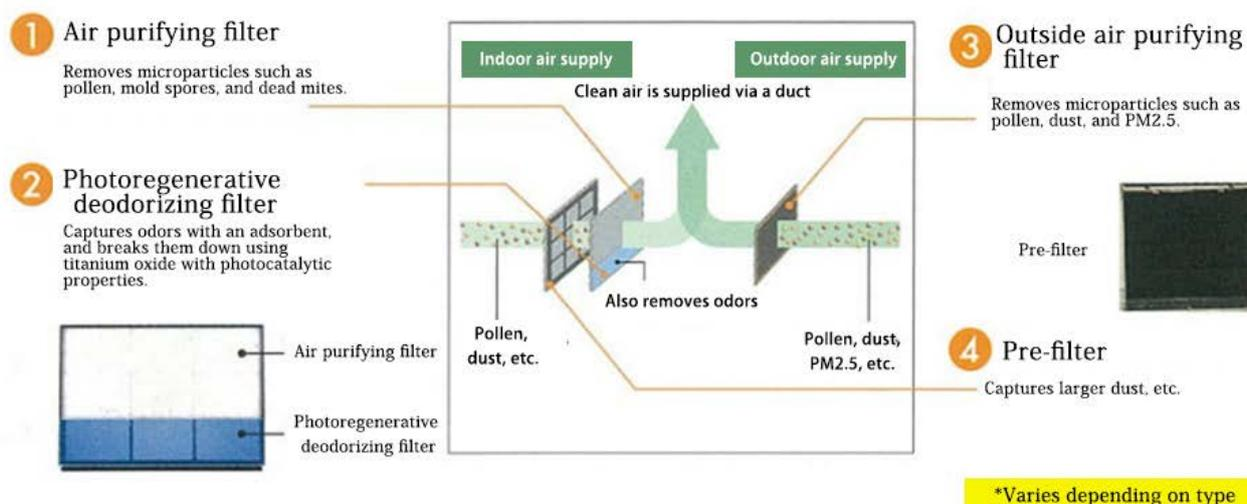 1 Air purifying filter
Removes microparticles such as
pollen, mold spores, and dead mites.
2 Photoregenerative
deodorizing filter
Captures odors with an adsorbent,
and breaks them down using
titanium oxide with photocatalytic
properties.
Air purifying filter
Photoregenerative
deodorizing filter
Indoor air supply
Outdoor air supply
Clean air is supplied via a duct
Also removes odors
Pollen,
dust, etc.
Pollen, dust,
PM2.5, etc.
3 Outside air purifying
filter
Removes microparticles such as
pollen, dust, and PM2.5.
Pre-filter
4 Pre-filter
Captures larger dust, etc.
*Varies depending on type